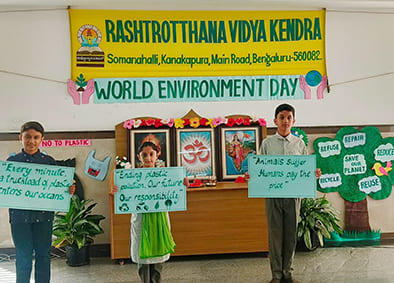 RASHTROTTHANA VIDYA KENDRA
Somanahalli, Kanakapura, Main Road, Bengaluru-560082.
WORLD ENVIRONMENT DAY
NO TO PLASTIC
"Every minute,
a truckload of plastic
enters our oceans
"Ending plastic
pollution, Our future
Our responsibility"
"Animals suffer
Humans pay the
price"
REFUSE
REPAIR
REDUCE
SAVE
OUR
PLANET
RECYCLE
REUSE